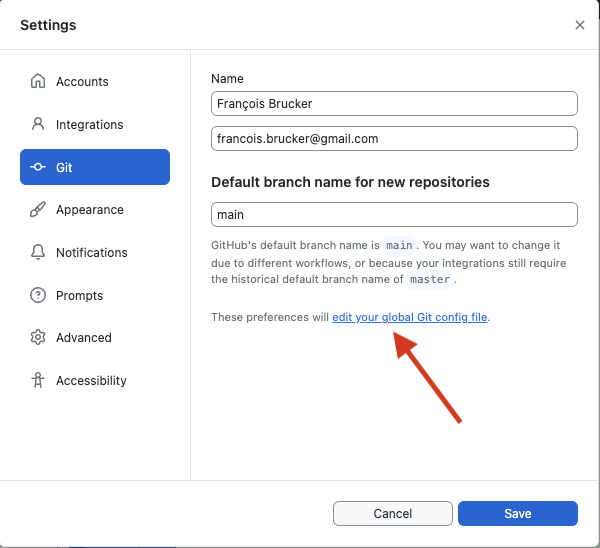 Settings
Accounts
Integrations
Git
Appearance
Notifications
Prompts
Advanced
Accessibility
Name
François Brucker
francois.brucker@gmail.com
Default branch name for new repositories
main
GitHub's default branch name is main. You may want to change it
due to different workflows, or because your integrations still require
the historical default branch name of master.
These preferences will edit your global Git config file.
Cancel
Save